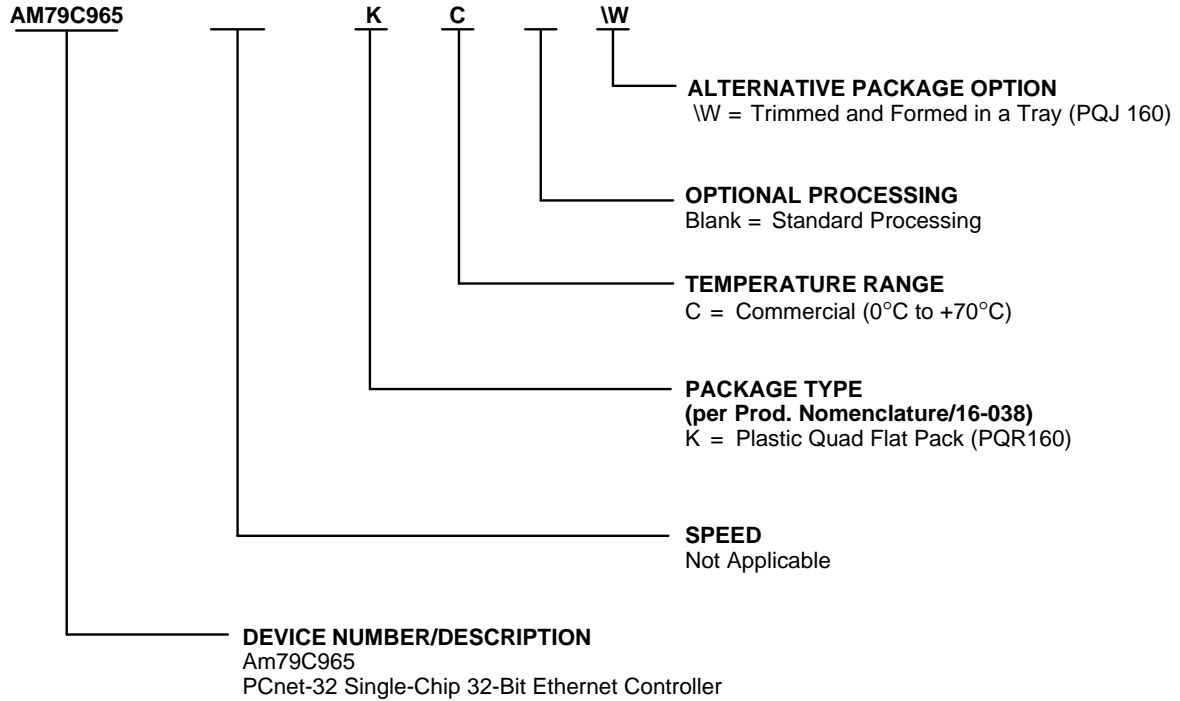 AM79C965 K C \W
ALTERNATIVE PACKAGE OPTION
\W = Trimmed and Formed in a Tray (PQJ 160)
OPTIONAL PROCESSING
Blank = Standard Processing
TEMPERATURE RANGE
C = Commercial (0°C to +70°C)
PACKAGE TYPE
(per Prod. Nomenclature/16-038)
K = Plastic Quad Flat Pack (PQR160)
SPEED
Not Applicable
DEVICE NUMBER/DESCRIPTION
Am79C965
PCnet-32 Single-Chip 32-Bit Ethernet Controller